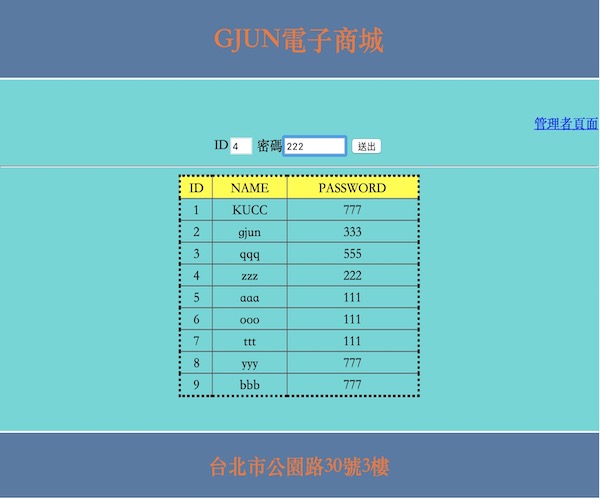 GJUN電子商城
管理者頁面
ID 4 密碼 222 送出
ID NAME PASSWORD
1 KUCC 777
2 gjun 333
3 qqq 555
4 zzz 222
5 aaa 111
6 ooo 111
7 ttt 111
8 yyy 777
9 bbb 777
台北市公園路30號3樓